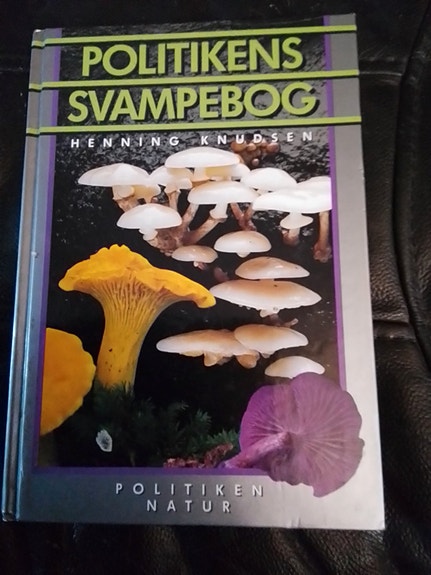 POLITIKENS
SVAMPEBOG
HENNING KNUDSEN
POLITIKEN
NATUR